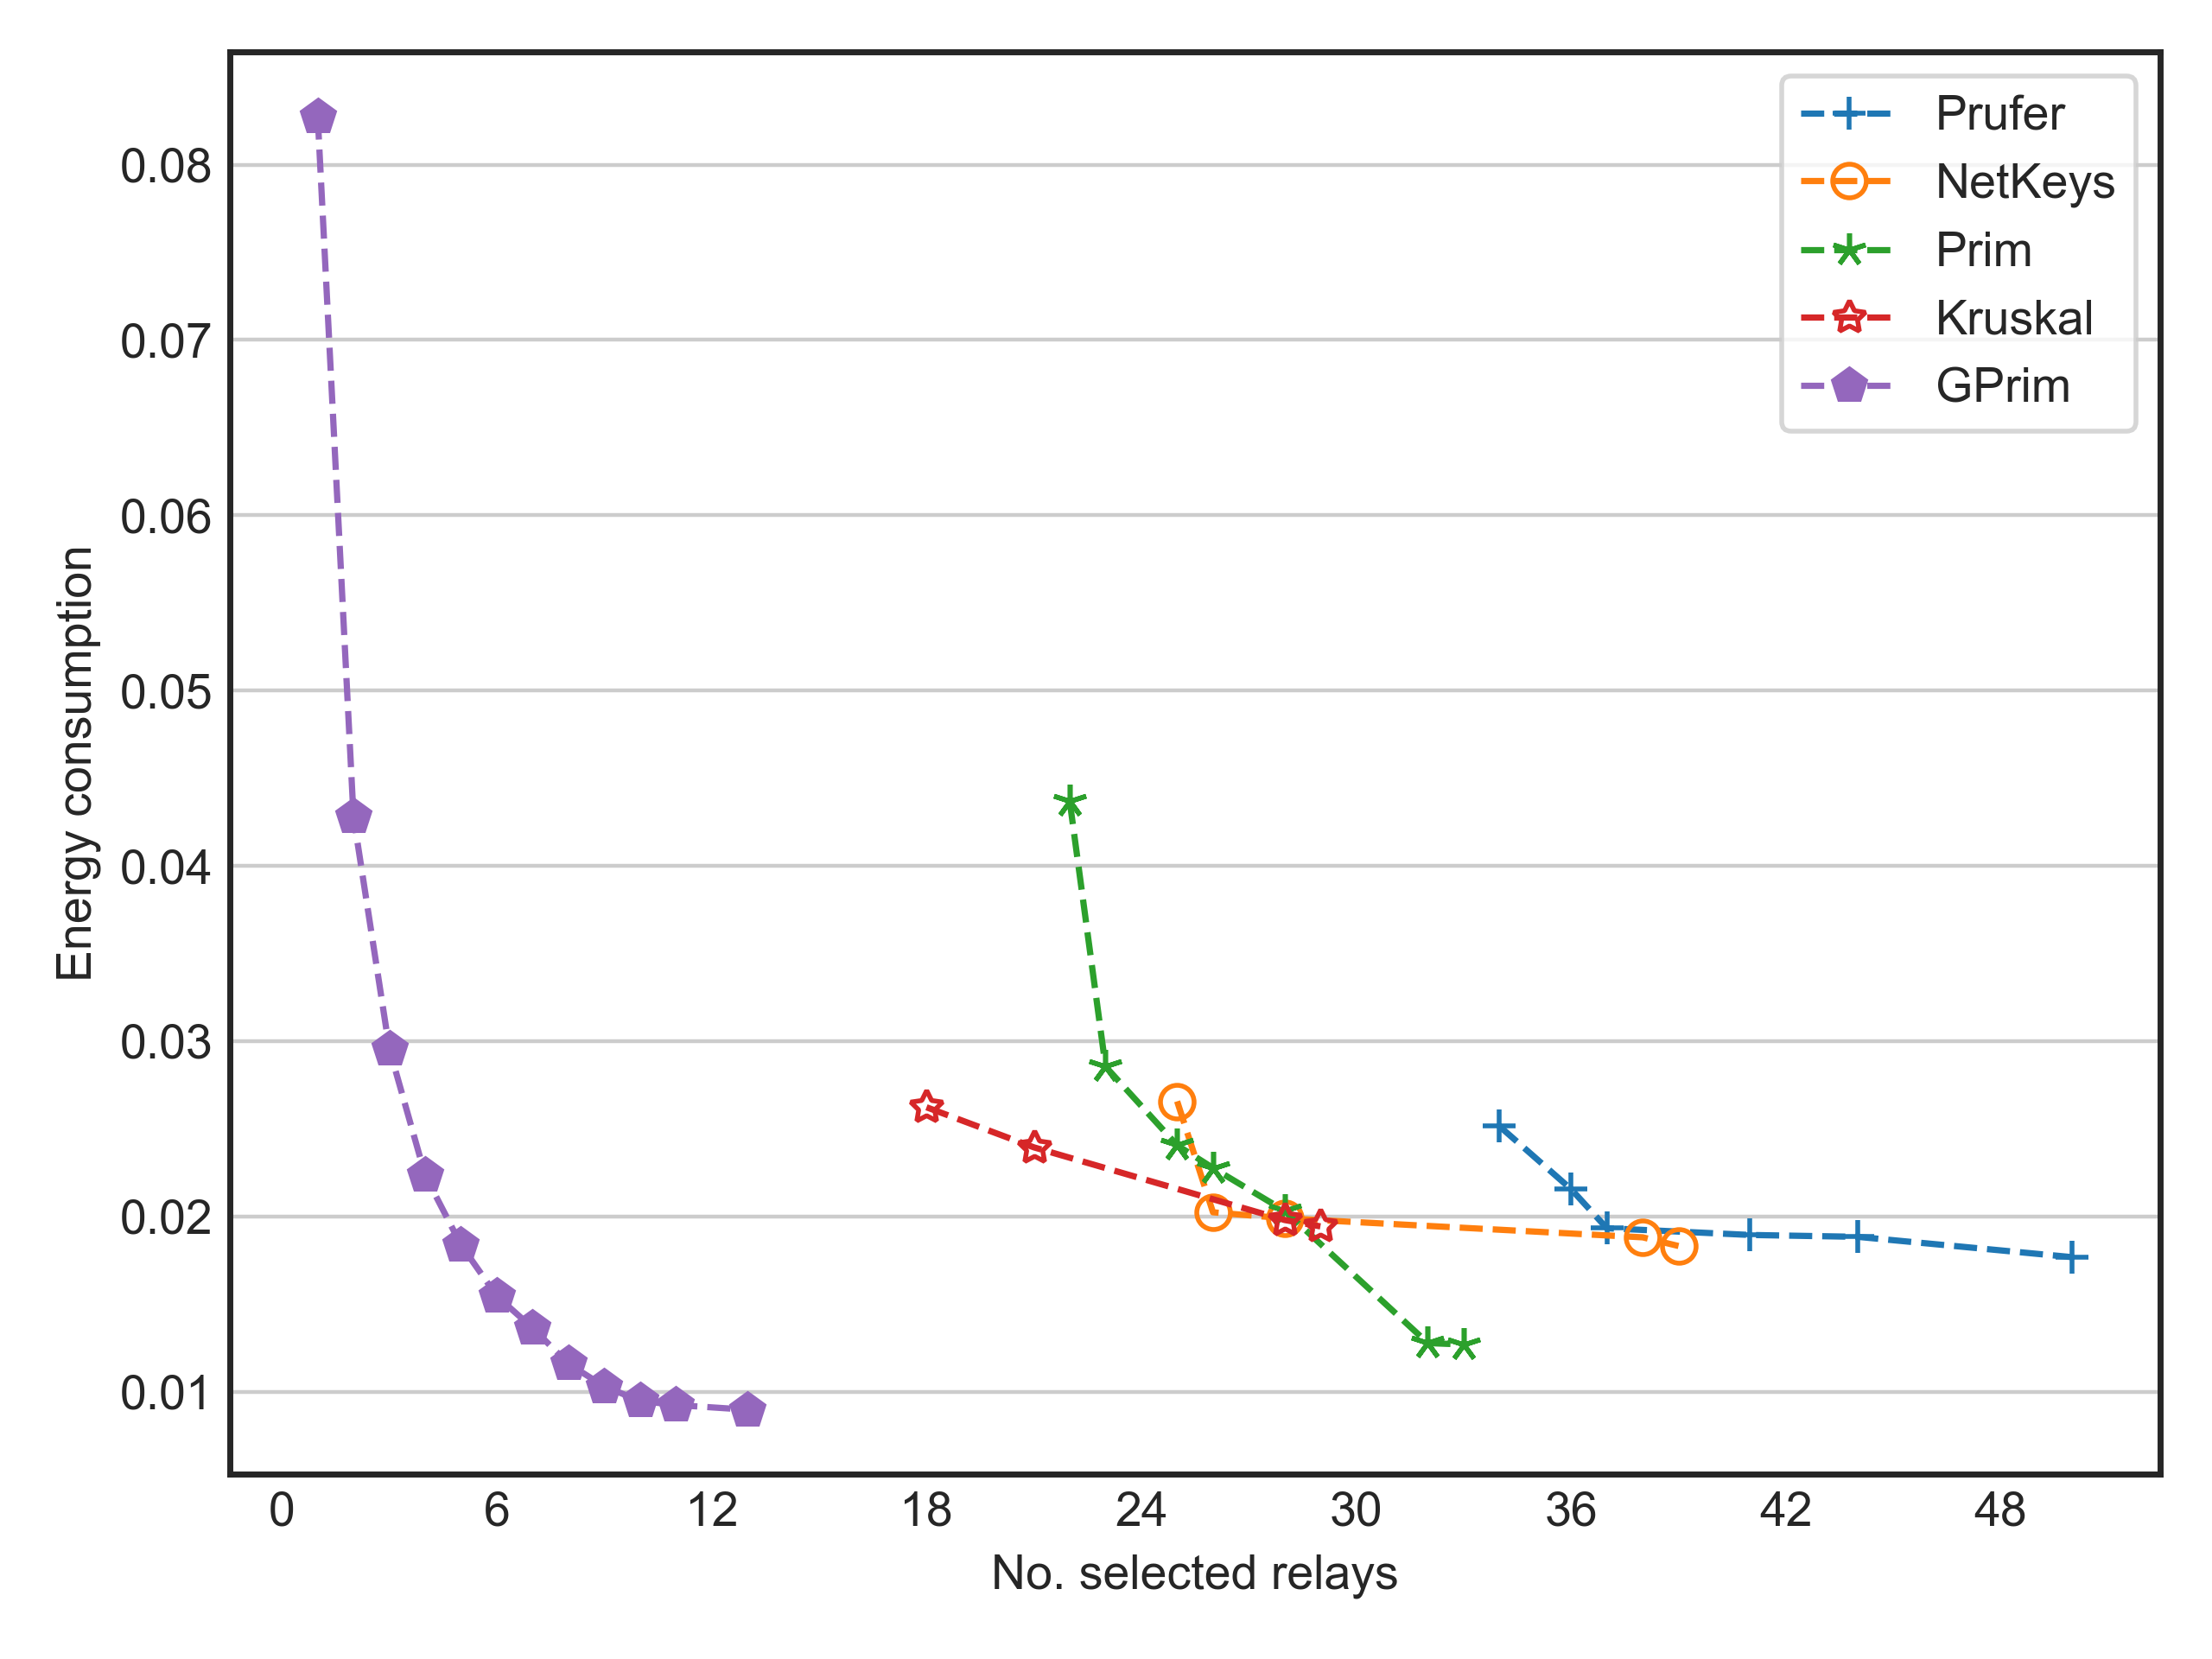 Prufer
NetKeys
Prim
Kruskal
GPrim
0.08
0.07
0.06
0.05
0.04
0.03
0.02
0.01
Energy consumption
0 6 12 18 24 30 36 42 48
No. selected relays